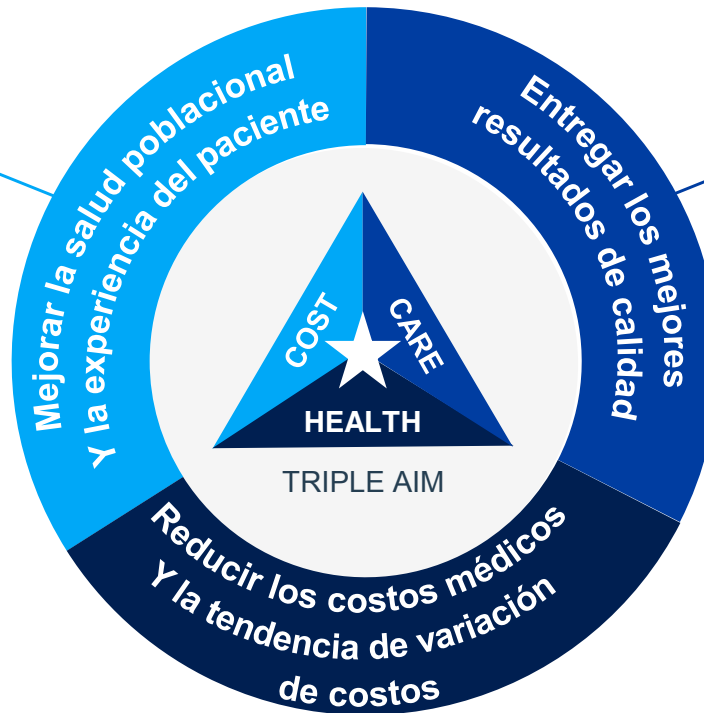 Mejorar la salud poblacional
Y la experiencia del paciente
Entregar los mejores
resultados de calidad
COST
CARE
HEALTH
TRIPLE AIM
Reducir los costos médicos
Y la tendencia de variación
de costos